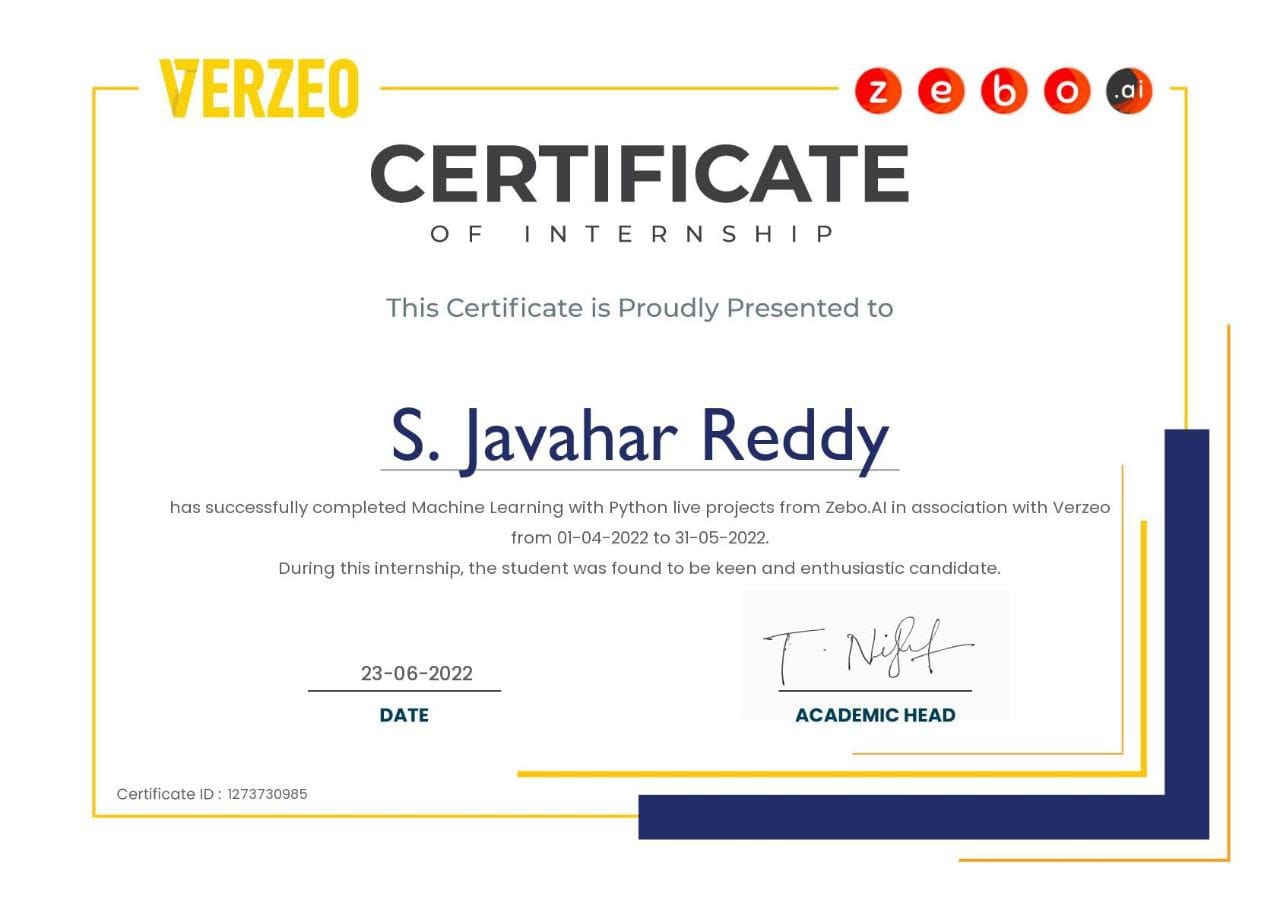 VERZEO
zebo.ai
CERTIFICATE
OF INTERNSHIP
This Certificate is Proudly Presented to
S. Javahar Reddy
has successfully completed Machine Learning with Python live projects from Zebo.AI in association with Verzeo
from 01-04-2022 to 31-05-2022.
During this internship, the student was found to be keen and enthusiastic candidate.
23-06-2022
DATE
T.
ACADEMIC HEAD
Certificate ID : 1273730985